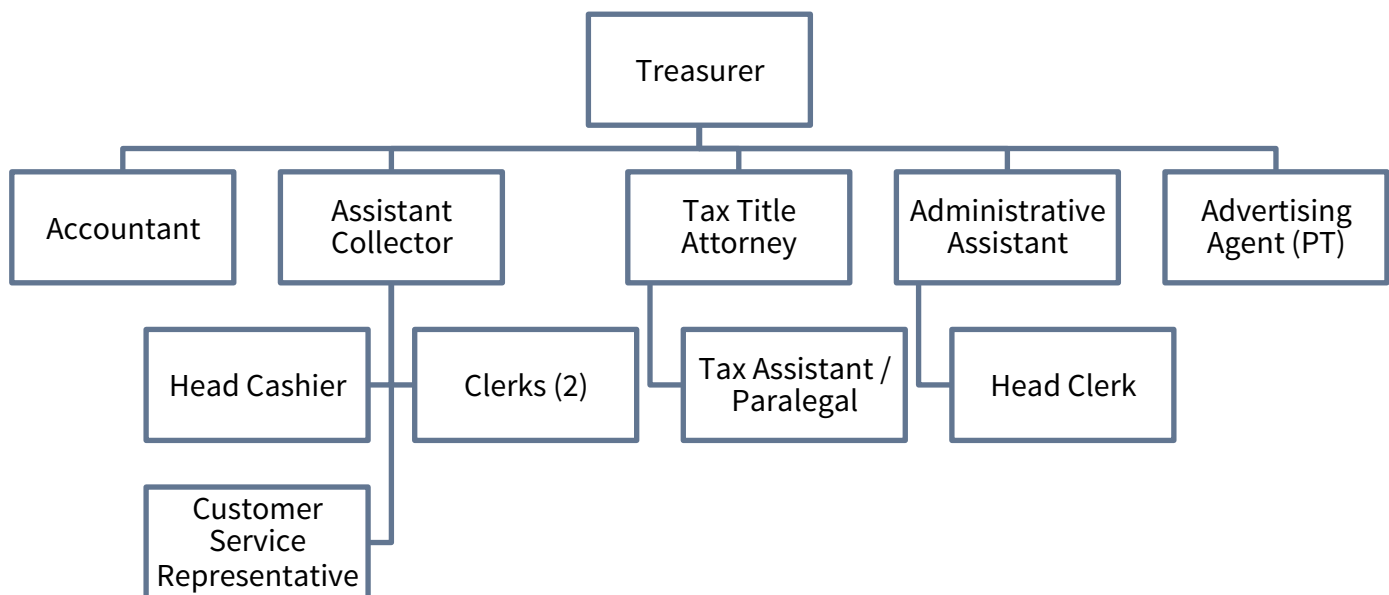 Treasurer
Accountant
Assistant
Collector
Tax Title
Attorney
Administrative
Assistant
Advertising
Agent (PT)
Head Cashier
Clerks (2)
Tax Assistant /
Paralegal
Head Clerk
Customer
Service
Representative